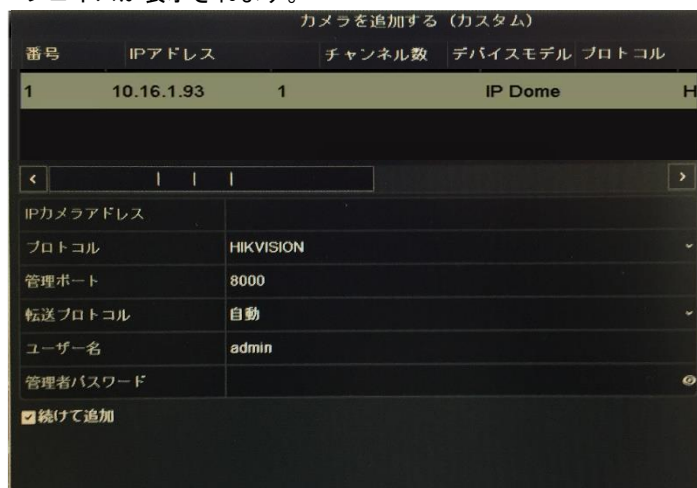 カメラを追加する（カスタム）
番号 IPアドレス チャンネル数 デバイスモデル プロトコル
1 10.16.1.93 1 IP Dome H
IPカメラアドレス
プロトコル HIKVISION
管理ポート 8000
転送プロトコル 自動
ユーザー名 admin
管理者パスワード
続けて追加